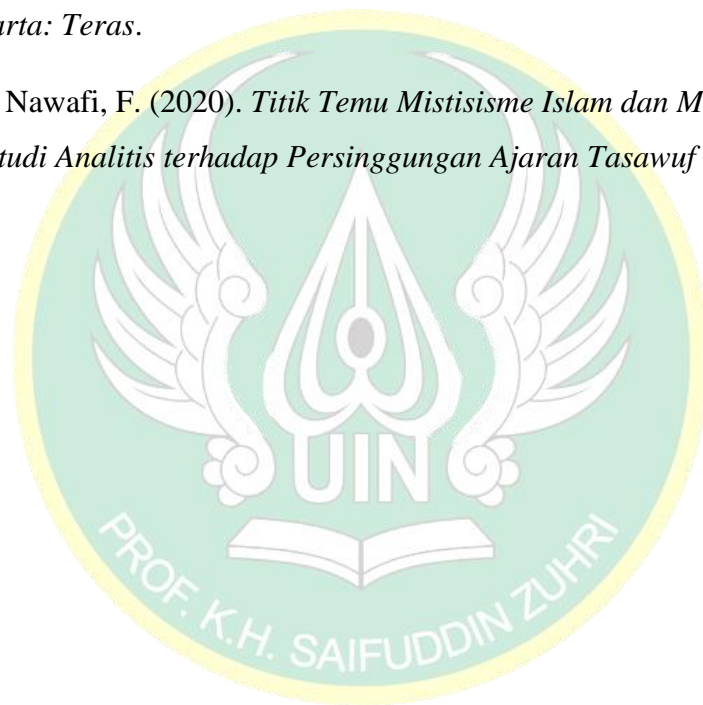 arta: Teras.
Nawafi, F. (2020). Titik Temu Mistisisme Islam dan M
tudi Analitis terhadap Persinggungan Ajaran Tasawuf
UIN
PROF. K.H. SAIFUDDIN ZUHRI